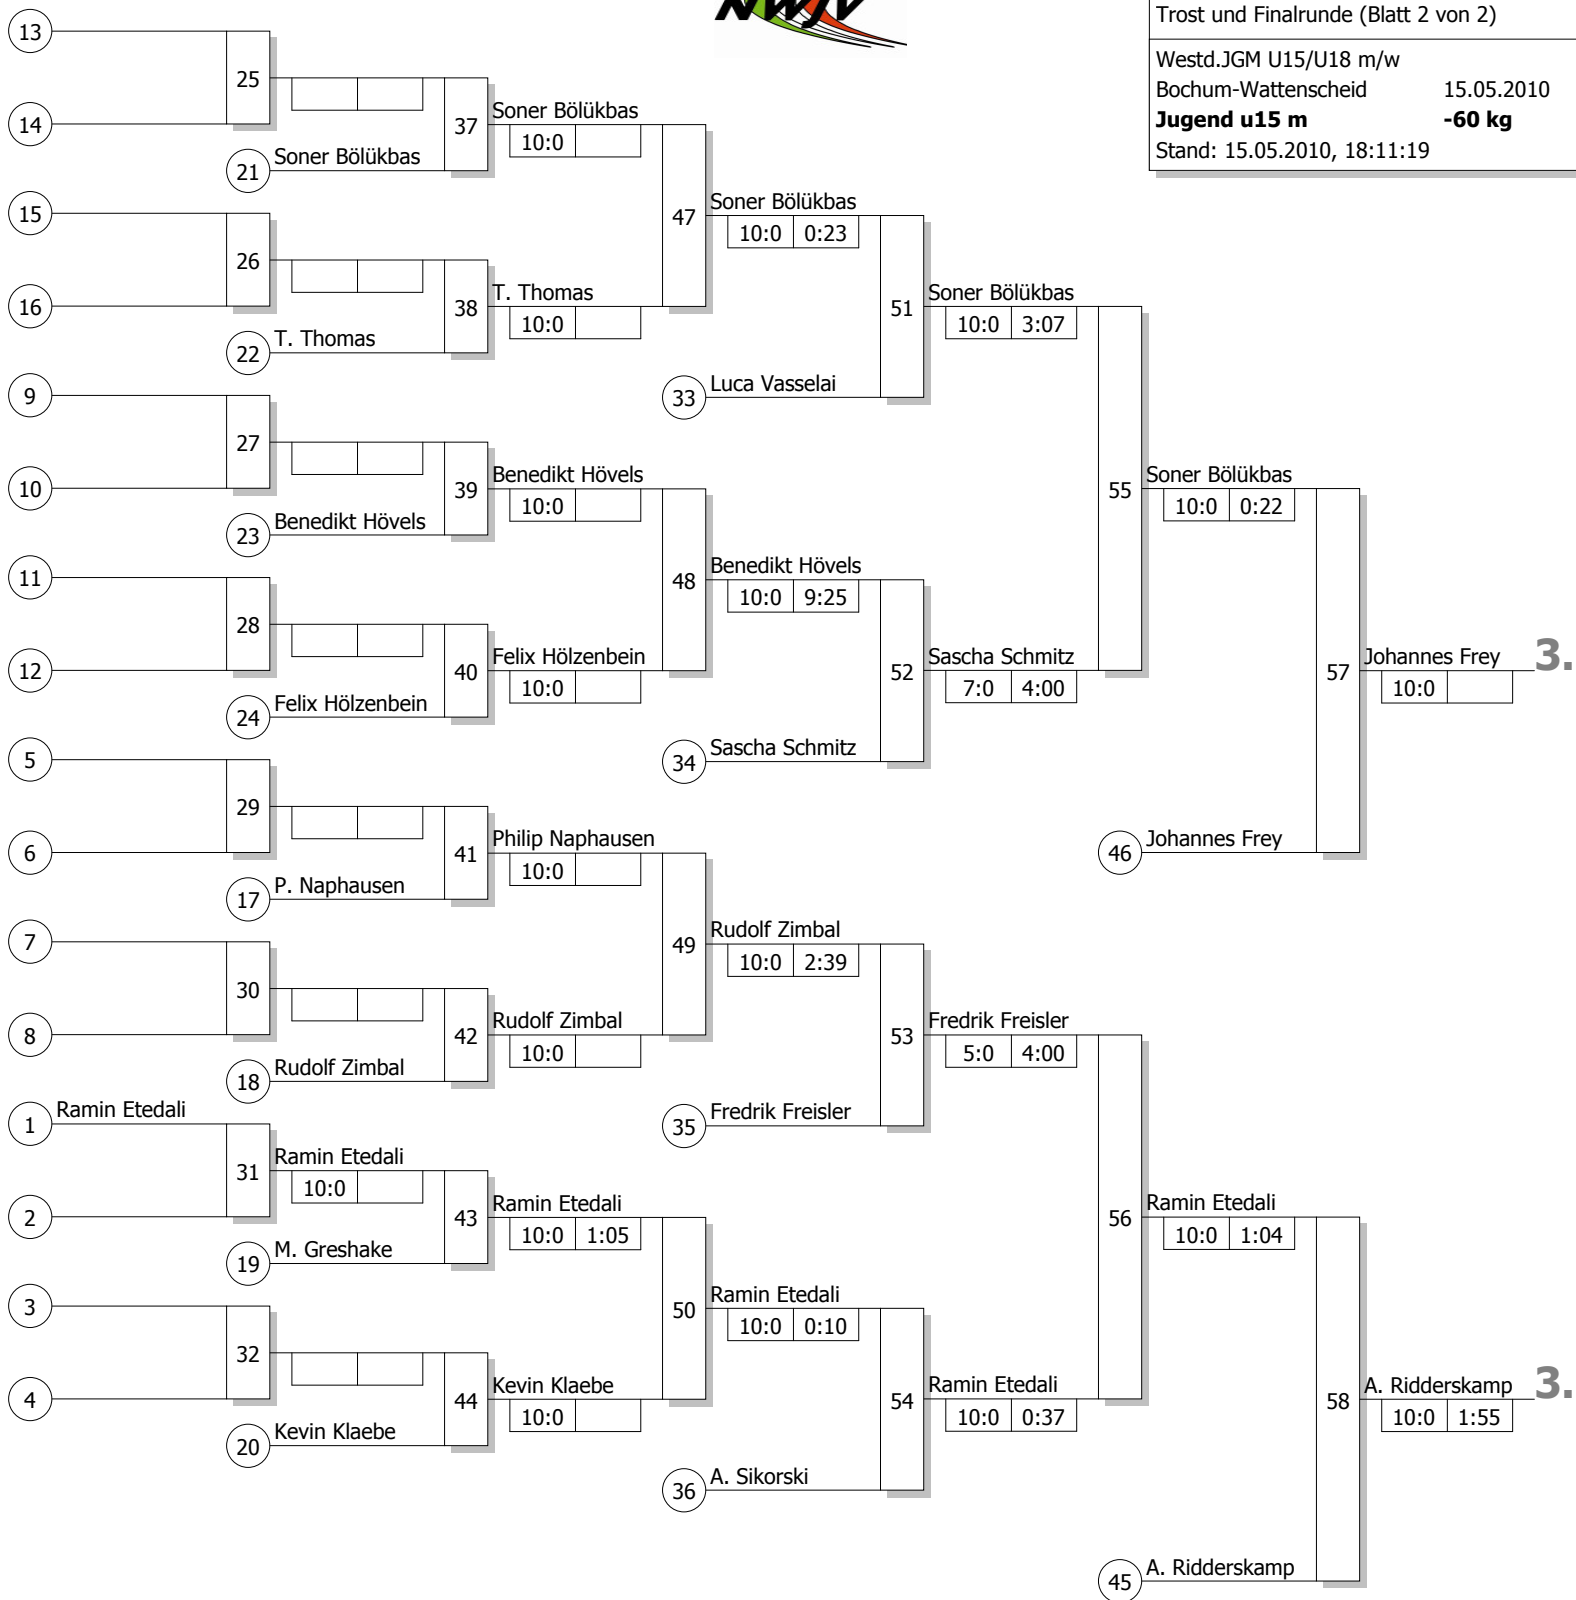 NWJV
Trost und Finalrunde (Blatt 2 von 2)
Westd.JGM U15/U18 m/w
Bochum-Wattenscheid 15.05.2010
Jugend u15 m -60 kg
Stand: 15.05.2010, 18:11:19
13
25
14
37
Soner Bölükbas
10:0
21 Soner Bölükbas
15
47
Soner Bölükbas
10:0 0:23
26
16
38
T. Thomas
10:0
22 T. Thomas
51
Soner Bölükbas
10:0 3:07
9
33 Luca Vasselai
27
10
39
Benedikt Hövels
10:0
55
Soner Bölükbas
10:0 0:22
23 Benedikt Hövels
11
48
Benedikt Hövels
10:0 9:25
28
12
40
Felix Hölzenbein
10:0
52
Sascha Schmitz
7:0 4:00
57
Johannes Frey 3.
10:0
24 Felix Hölzenbein
5
34 Sascha Schmitz
29
6
41
Philip Naphausen
10:0
46 Johannes Frey
17 P. Naphausen
7
49
Rudolf Zimbal
10:0 2:39
30
8
42
Rudolf Zimbal
10:0
53
Fredrik Freisler
5:0 4:00
18 Rudolf Zimbal
1 Ramin Etedali
35 Fredrik Freisler
31
Ramin Etedali
10:0
2
43
Ramin Etedali
10:0 1:05
56
Ramin Etedali
10:0 1:04
19 M. Greshake
3
50
Ramin Etedali
10:0 0:10
32
4
44
Kevin Klaebe
10:0
54
Ramin Etedali
10:0 0:37
58
A. Ridderskamp 3.
10:0 1:55
20 Kevin Klaebe
36 A. Sikorski
45 A. Ridderskamp